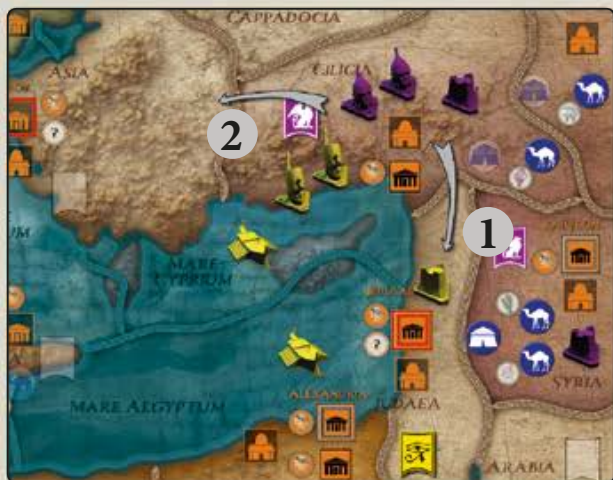 CAPPADOCIA
ASIA
CILICIA
2
?
1
MARE
CYPRIUM
?
SYRIA
ALEXANDRIA
MARE AEGYPTUM
JUDAEA
ARABIA